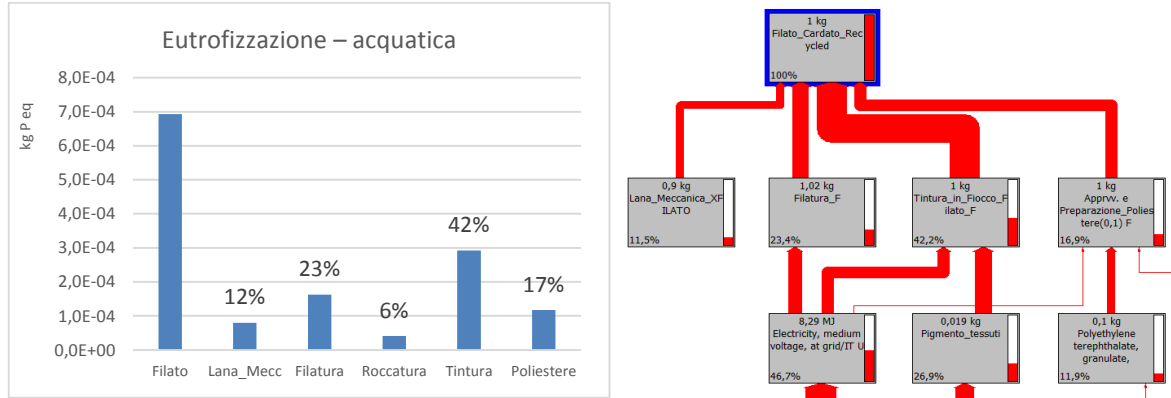 Eutrofizzazione – acquatica
kg P eq
8,0E-04
7,0E-04
6,0E-04
5,0E-04
4,0E-04
3,0E-04
2,0E-04
1,0E-04
0,0E+00
12%
23%
6%
42%
17%
Filato
Lana_Mecc
Filatura
Roccatura
Tintura
Poliestere
1 kg
Filato_Cardato_Rec
ycled
100%
0,9 kg
Lana_Meccanica_XF
ILATO
11,5%
1,02 kg
Filatura_F
23,4%
1 kg
Tintura_in_Fiocco_F
ilato_F
42,2%
1 kg
Apprvv. e
Preparazione_Polies
tere(0,1) F
16,9%
8,29 MJ
Electricity, medium
voltage, at grid/IT U
46,7%
0,019 kg
Pigmento_tessuti
26,9%
0,1 kg
Polyethylene
terephthalate,
granulate,
11,9%